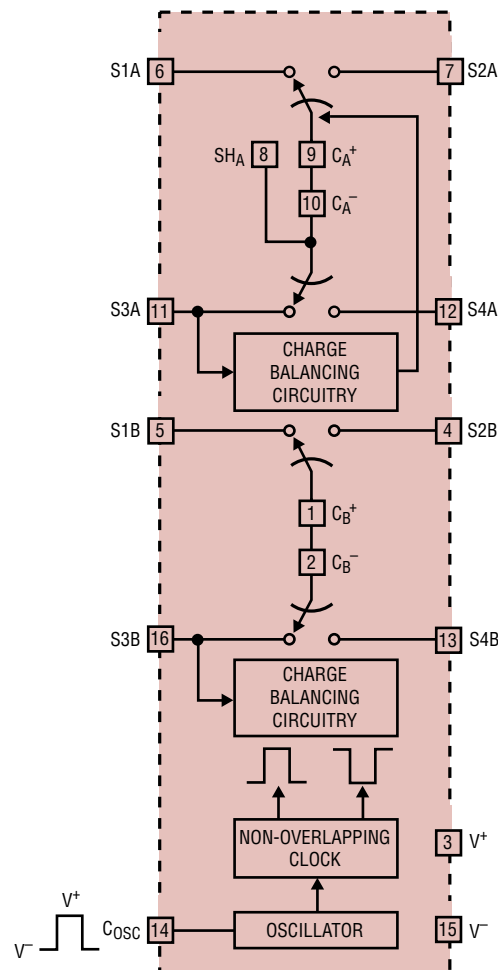 S1A 6 7 S2A
SHA 8 9 CA+
10 CA−
S3A 11 12 S4A
CHARGE
BALANCING
CIRCUITRY
S1B 5 4 S2B
1 CB+
2 CB−
S3B 16 13 S4B
CHARGE
BALANCING
CIRCUITRY
NON-OVERLAPPING
CLOCK
3 V+
V+
V−
COSC 14 OSCILLATOR 15 V−